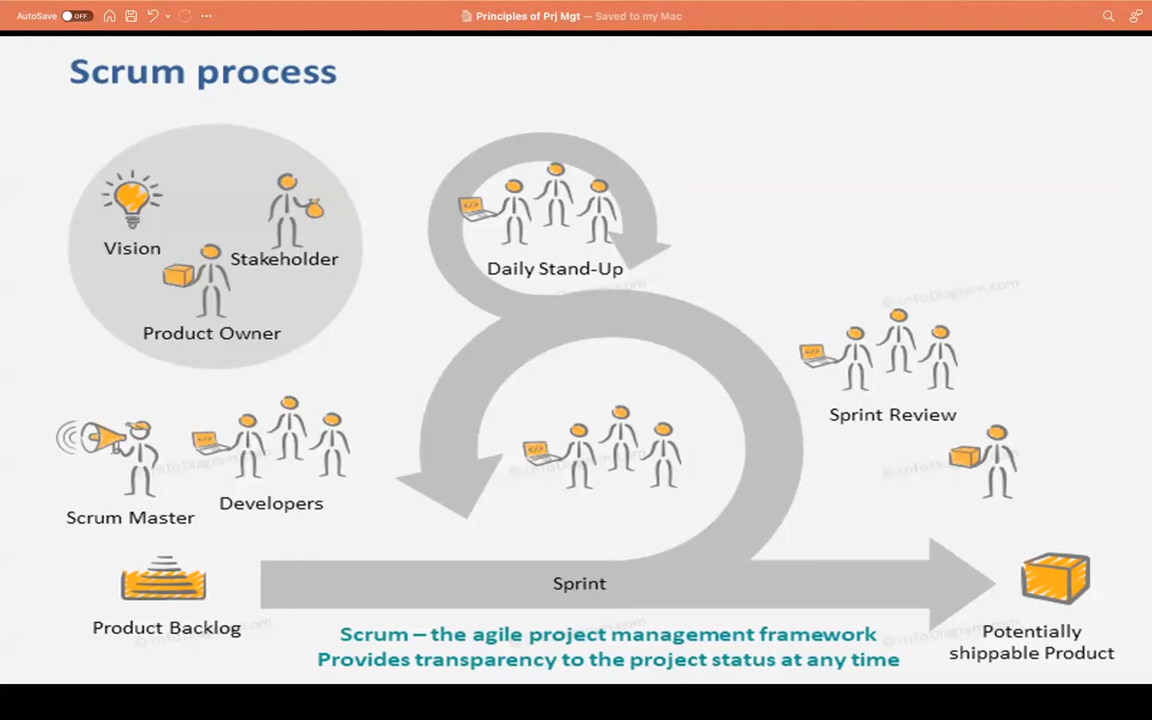 AutoSave OFF
Principles of Prj Mgt — Saved to my Mac
Scrum process
Vision
Stakeholder
Product Owner
Daily Stand-Up
© infoDiagram.com
Sprint Review
Scrum Master
Developers
Product Backlog
Sprint
Scrum – the agile project management framework
Provides transparency to the project status at any time
Potentially
shippable Product